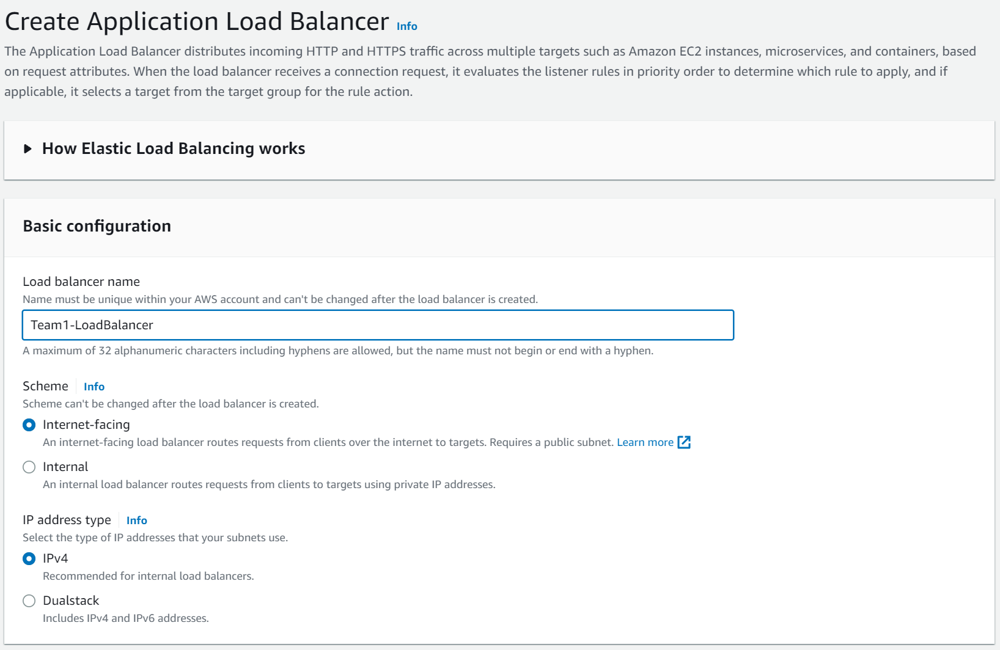 Create Application Load Balancer Info
The Application Load Balancer distributes incoming HTTP and HTTPS traffic across multiple targets such as Amazon EC2 instances, microservices, and containers, based
on request attributes. When the load balancer receives a connection request, it evaluates the listener rules in priority order to determine which rule to apply, and if
applicable, it selects a target from the target group for the rule action.
How Elastic Load Balancing works
Basic configuration
Load balancer name
Name must be unique within your AWS account and can't be changed after the load balancer is created.
Team1-LoadBalancer
A maximum of 32 alphanumeric characters including hyphens are allowed, but the name must not begin or end with a hyphen.
Scheme Info
Scheme can't be changed after the load balancer is created.
Internet-facing
An internet-facing load balancer routes requests from clients over the internet to targets. Requires a public subnet. Learn more
Internal
An internal load balancer routes requests from clients to targets using private IP addresses.
IP address type Info
Select the type of IP addresses that your subnets use.
IPv4
Recommended for internal load balancers.
Dualstack
Includes IPv4 and IPv6 addresses.